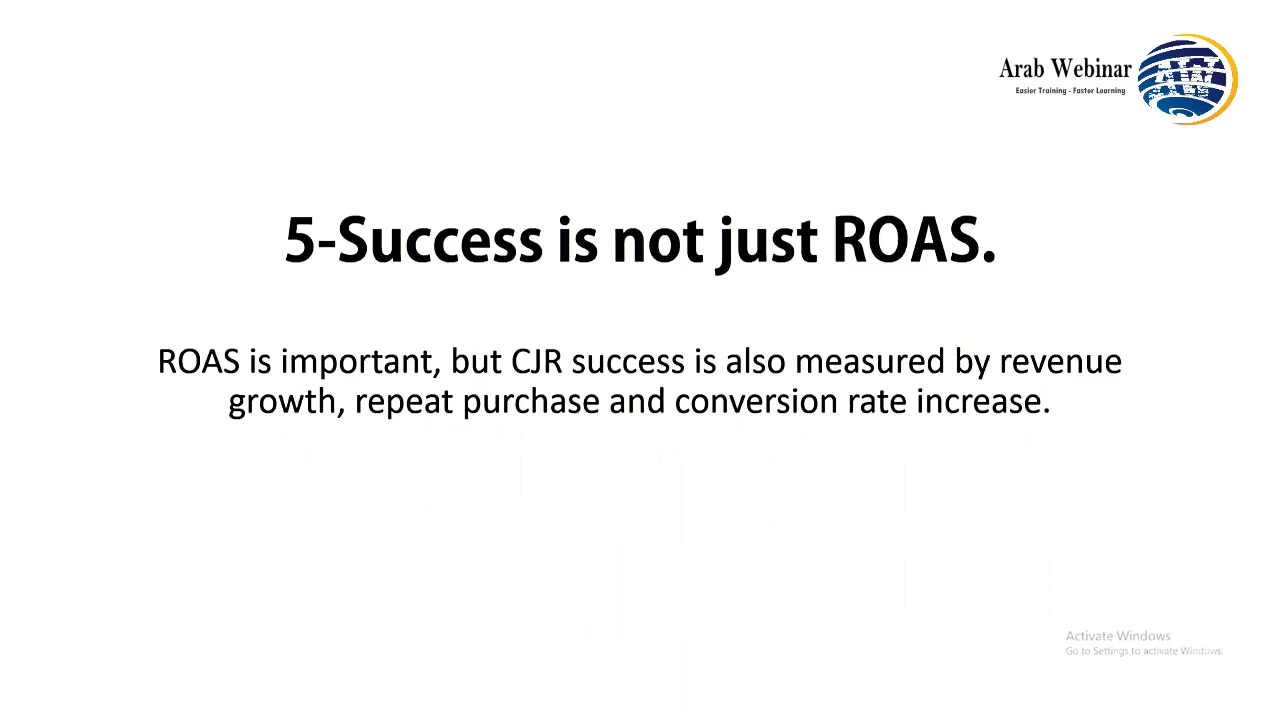 Arab Webinar
Easier Training - Faster Learning
5-Success is not just ROAS.
ROAS is important, but CJR success is also measured by revenue
growth, repeat purchase and conversion rate increase.
Activate Windows
Go to Settings to activate Windows.